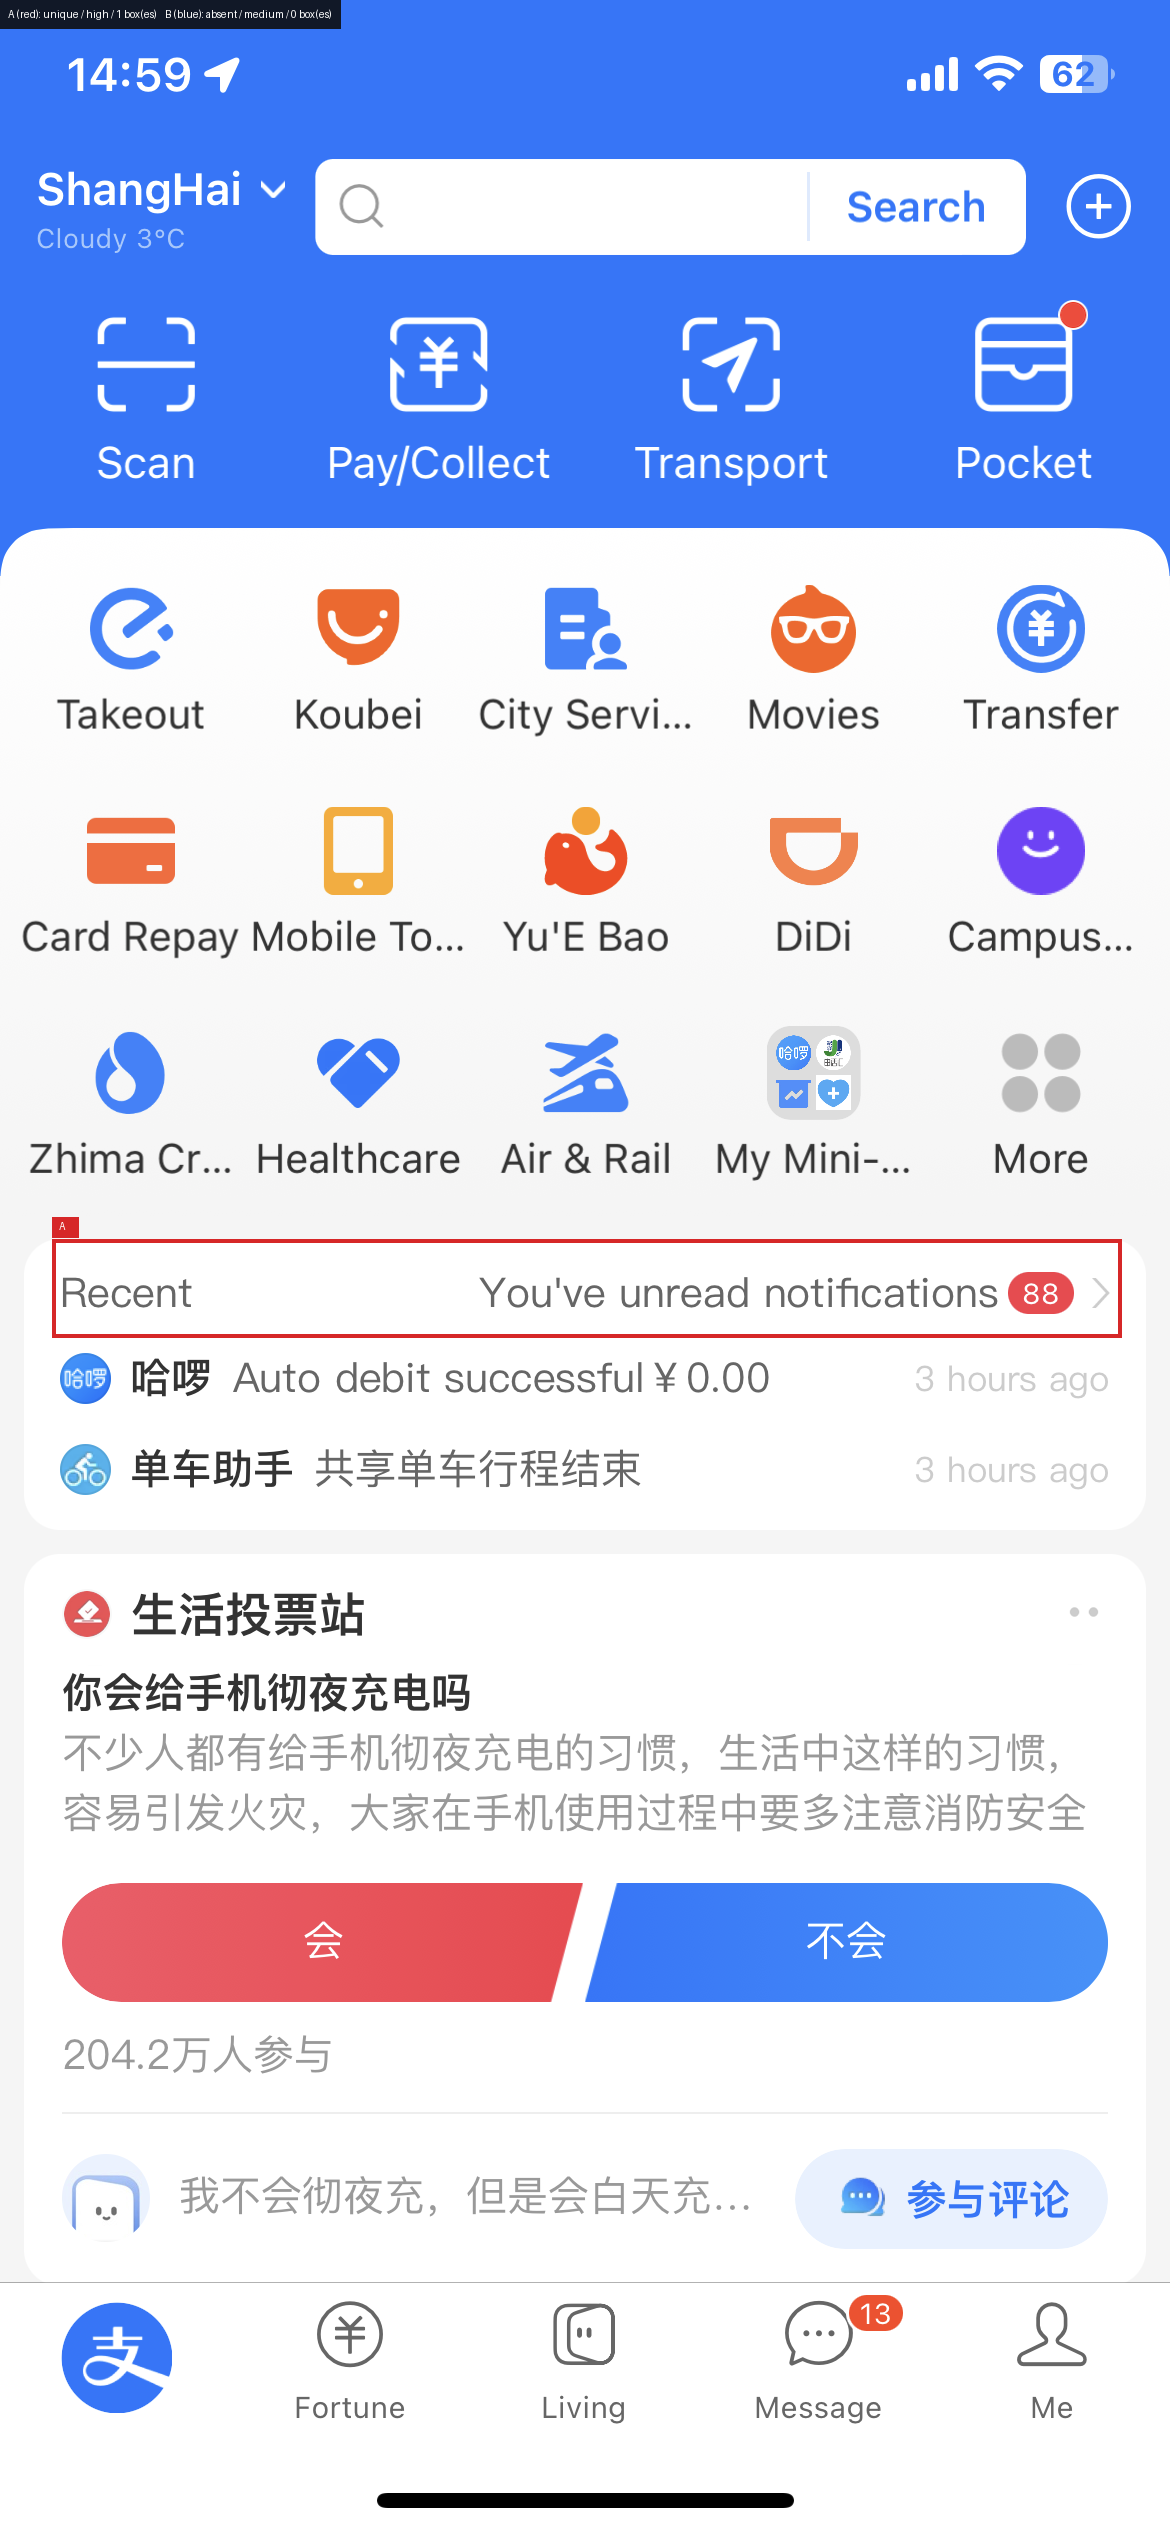 A (red): unique / high / 1 box(es) B (blue): absent / medium / 0 box(es)
14:59 62
ShangHai
Cloudy 3°C
Search
Scan Pay/Collect Transport Pocket
Takeout Koubei City Servi... Movies Transfer
Card Repay Mobile To... Yu'E Bao DiDi Campus...
哈啰
Zhima Cr... Healthcare Air & Rail My Mini-... More
A
Recent You've unread notifications 88
哈啰 哈啰 Auto debit successful ¥ 0.00 3 hours ago
单车助手 共享单车行程结束 3 hours ago
生活投票站
你会给手机彻夜充电吗
不少人都有给手机彻夜充电的习惯，生活中这样的习惯，
容易引发火灾，大家在手机使用过程中要多注意消防安全
会 不会
204.2万人参与
我不会彻夜充，但是会白天充... 参与评论
支 13
Fortune Living Message Me